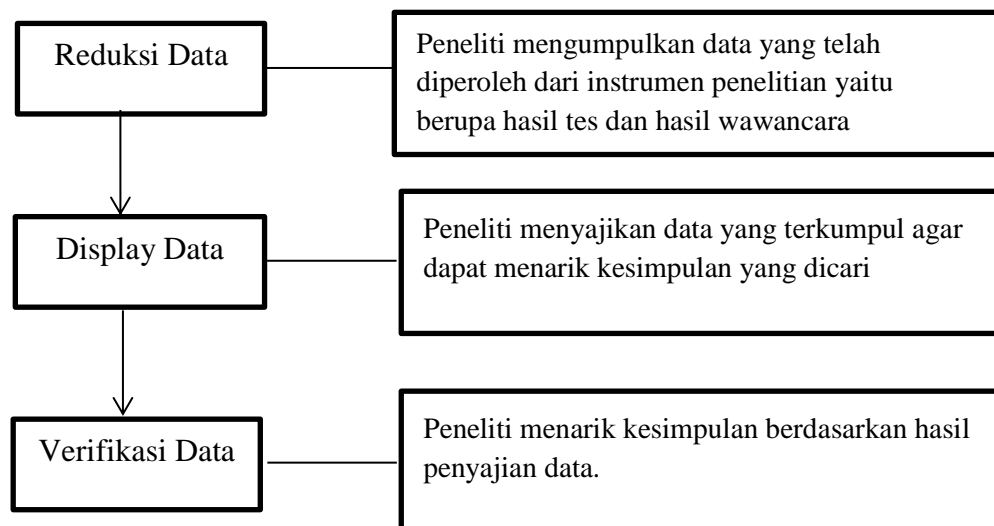 Reduksi Data
Peneliti mengumpulkan data yang telah
diperoleh dari instrumen penelitian yaitu
berupa hasil tes dan hasil wawancara
Display Data
Peneliti menyajikan data yang terkumpul agar
dapat menarik kesimpulan yang dicari
Verifikasi Data
Peneliti menarik kesimpulan berdasarkan hasil
penyajian data.